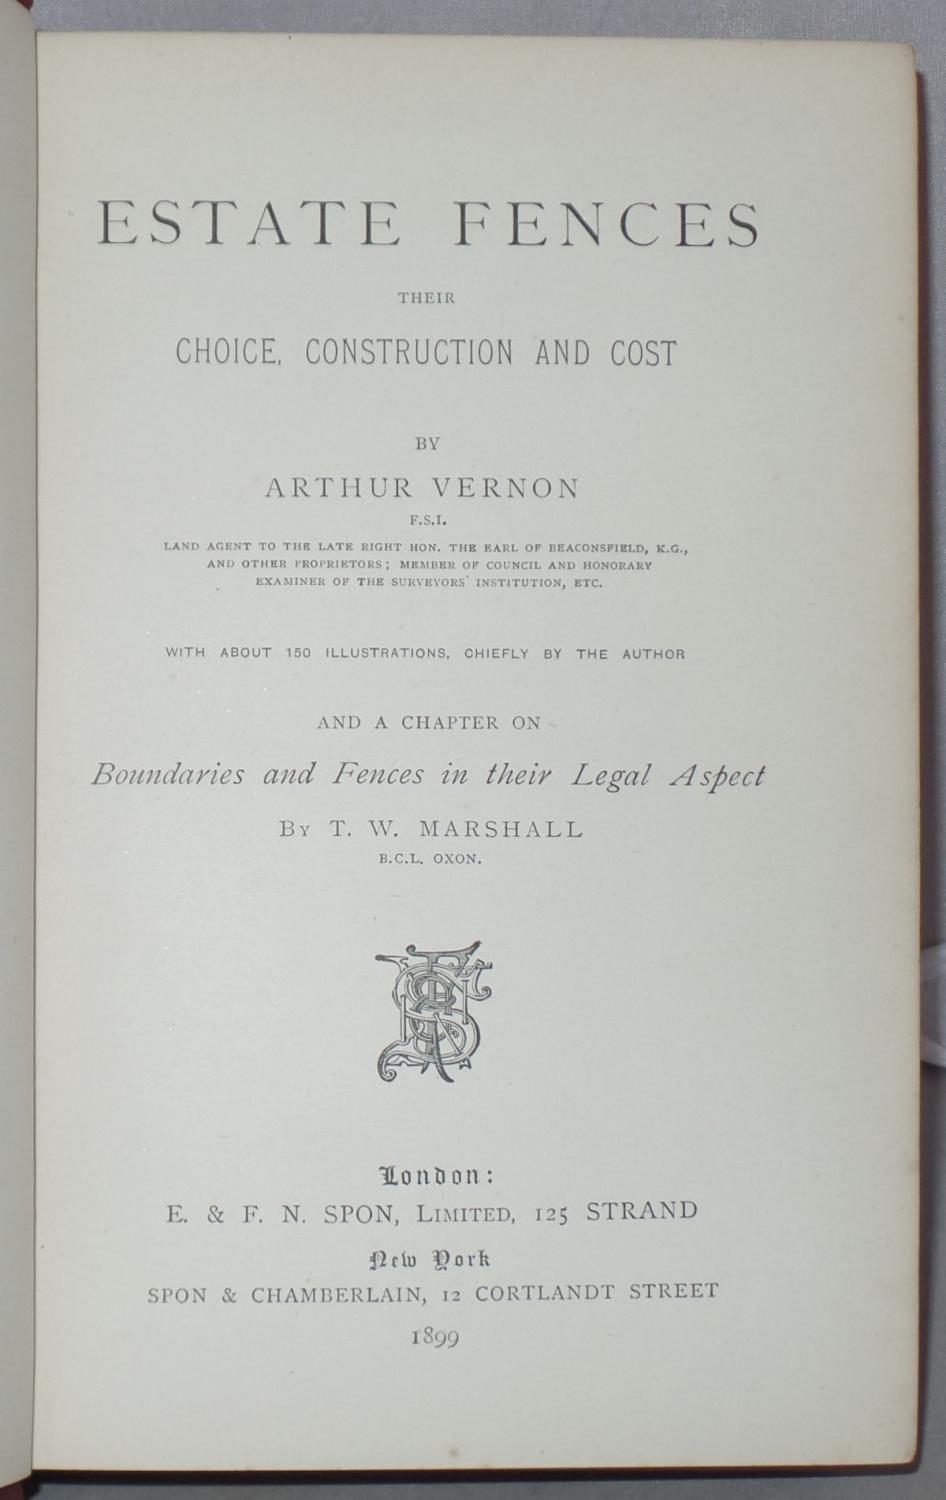 ESTATE FENCES
THEIR
CHOICE, CONSTRUCTION AND COST
BY
ARTHUR VERNON
F.S.I.
LAND AGENT TO THE LATE RIGHT HON. THE EARL OF BEACONSFIELD, K.G.,
AND OTHER PROPRIETORS; MEMBER OF COUNCIL AND HONORARY
EXAMINER OF THE SURVEYORS' INSTITUTION, ETC.
WITH ABOUT 150 ILLUSTRATIONS, CHIEFLY BY THE AUTHOR
AND A CHAPTER ON
Boundaries and Fences in their Legal Aspect
BY T. W. MARSHALL
B.C.L. OXON.
London:
E. & F. N. SPON, LIMITED, 125 STRAND
New York
SPON & CHAMBERLAIN, 12 CORTLANDT STREET
1899